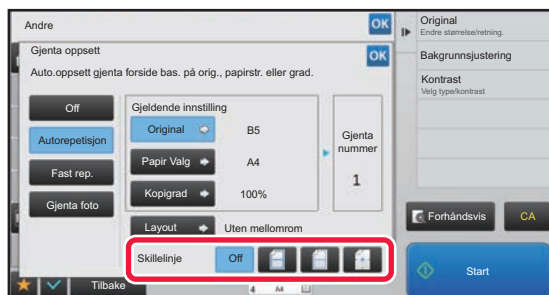 Andre
OK
Gjenta oppsett
OK
Auto.oppsett gjenta forside bas. på orig., papirstr. eller grad.
Off
Autorepetisjon
Fast rep.
Gjenta foto
Gjeldende innstilling
Original
B5
Papir Valg
A4
Kopigrad
100%
Gjenta
nummer
1
Layout
Uten mellomrom
Skillelinje
Off
Tilbake
4
A4
Original
Endre størrelse/retning.
Bakgrunnsjustering
Kontrast
Velg type/kontrast
Forhåndsvis
CA
Start